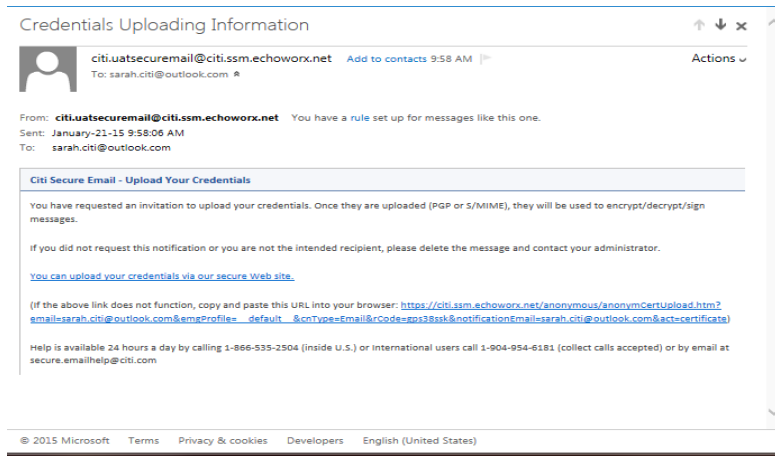 Credentials Uploading Information
citi.uatsecuremail@citi.ssm.echoworx.net Add to contacts 9:58 AM
Actions
To: sarah.citi@outlook.com
From: citi.uatsecuremail@citi.ssm.echoworx.net You have a rule set up for messages like this one.
Sent: January-21-15 9:58:06 AM
To: sarah.citi@outlook.com
Citi Secure Email - Upload Your Credentials
You have requested an invitation to upload your credentials. Once they are uploaded (PGP or S/MIME), they will be used to encrypt/decrypt/sign
messages.
If you did not request this notification or you are not the intended recipient, please delete the message and contact your administrator.
You can upload your credentials via our secure Web site.
(If the above link does not function, copy and paste this URL into your browser: https://citi.ssm.echoworx.net/anonymous/anonymCertUpload.htm?
email=sarah.citi@outlook.com&emgProfile=__default__&cnType=Email&rCode=gps38ssk&notificationEmail=sarah.citi@outlook.com&act=certificate)
Help is available 24 hours a day by calling 1-866-535-2504 (inside U.S.) or International users call 1-904-954-6181 (collect calls accepted) or by email at
secure.emailhelp@citi.com
© 2015 Microsoft Terms Privacy & cookies Developers English (United States)